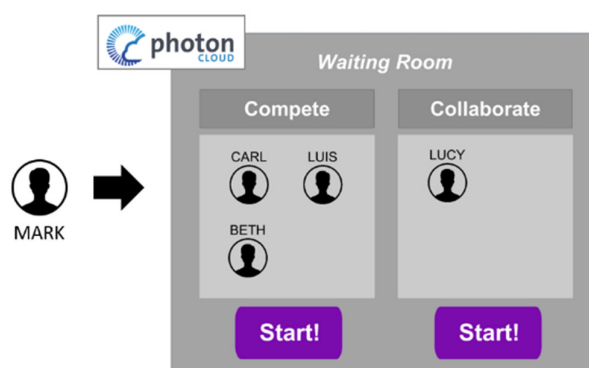 photon
CLOUD
Waiting Room
Compete
Collaborate
CARL
LUIS
LUCY
MARK
BETH
Start!
Start!